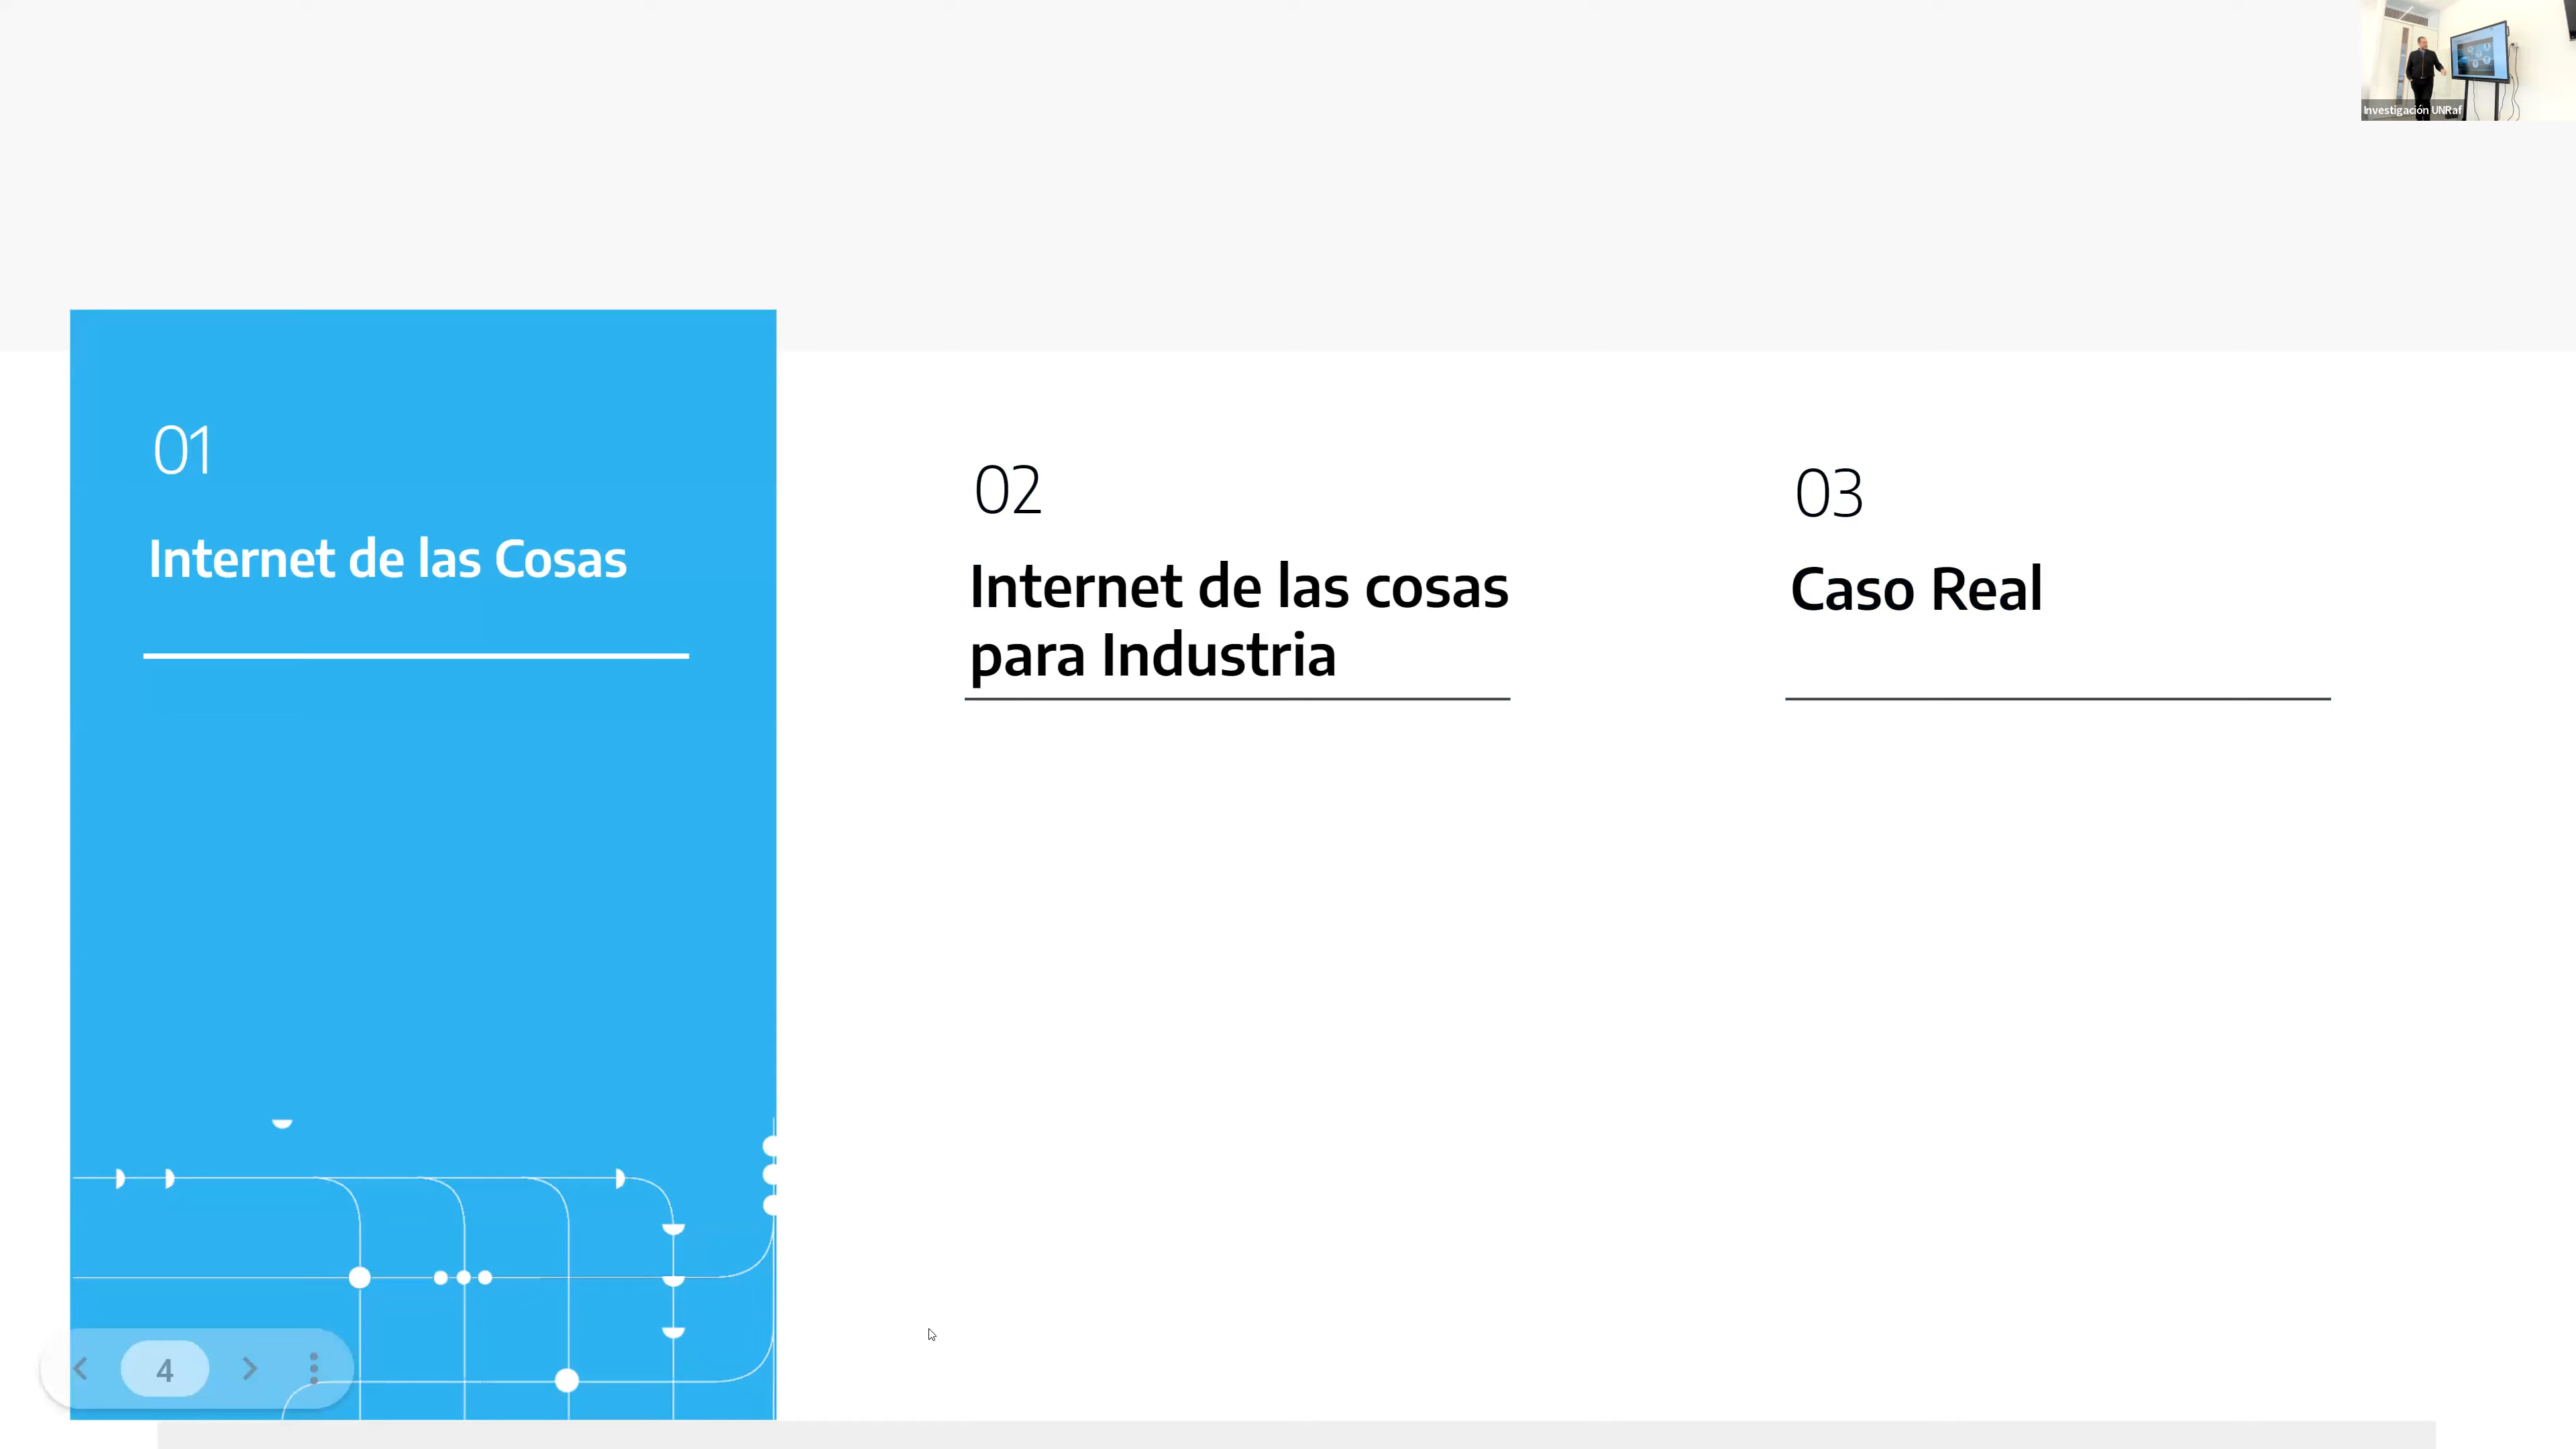 Investigación UNRaf
01
Internet de las Cosas
02
Internet de las cosas
para Industria
03
Caso Real
4